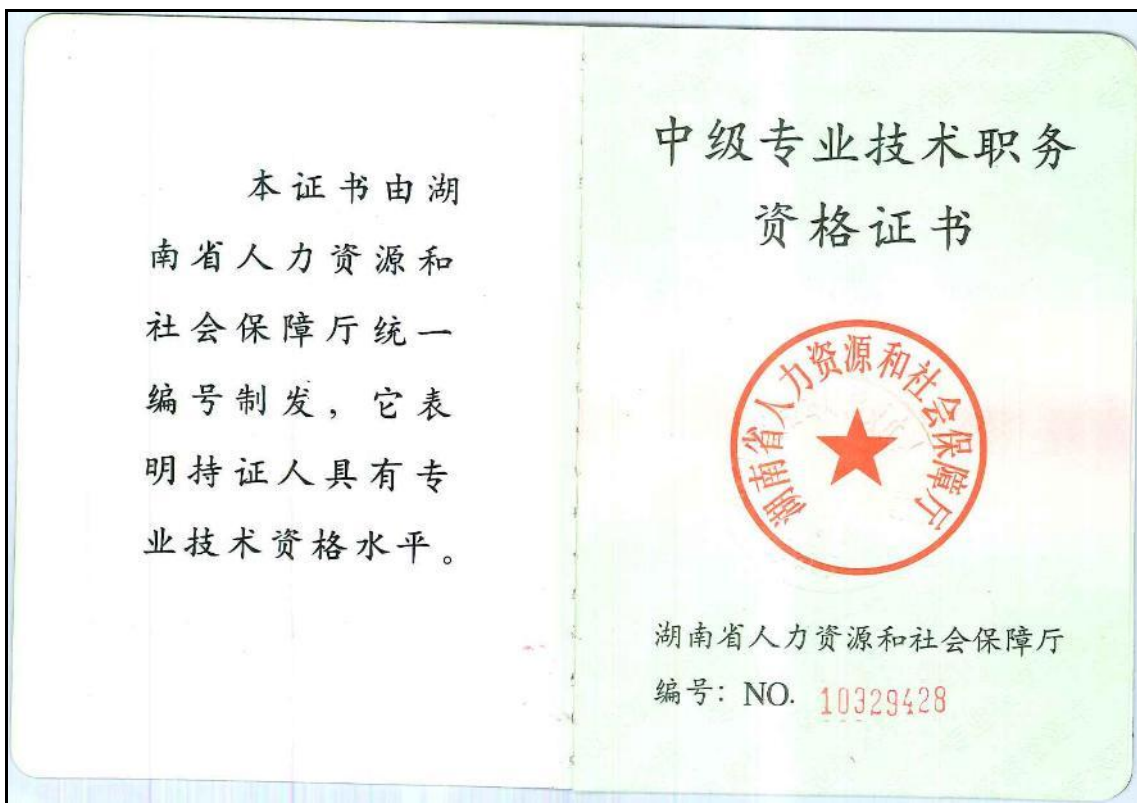 本证书由湖
南省人力资源和
社会保障厅统一
编号制发，它表
明持证人具有专
业技术资格水平。
中级专业技术职务
资格证书
湖南省人力资源和社会保障厅
湖南省人力资源和社会保障厅
编号：NO. 10329428